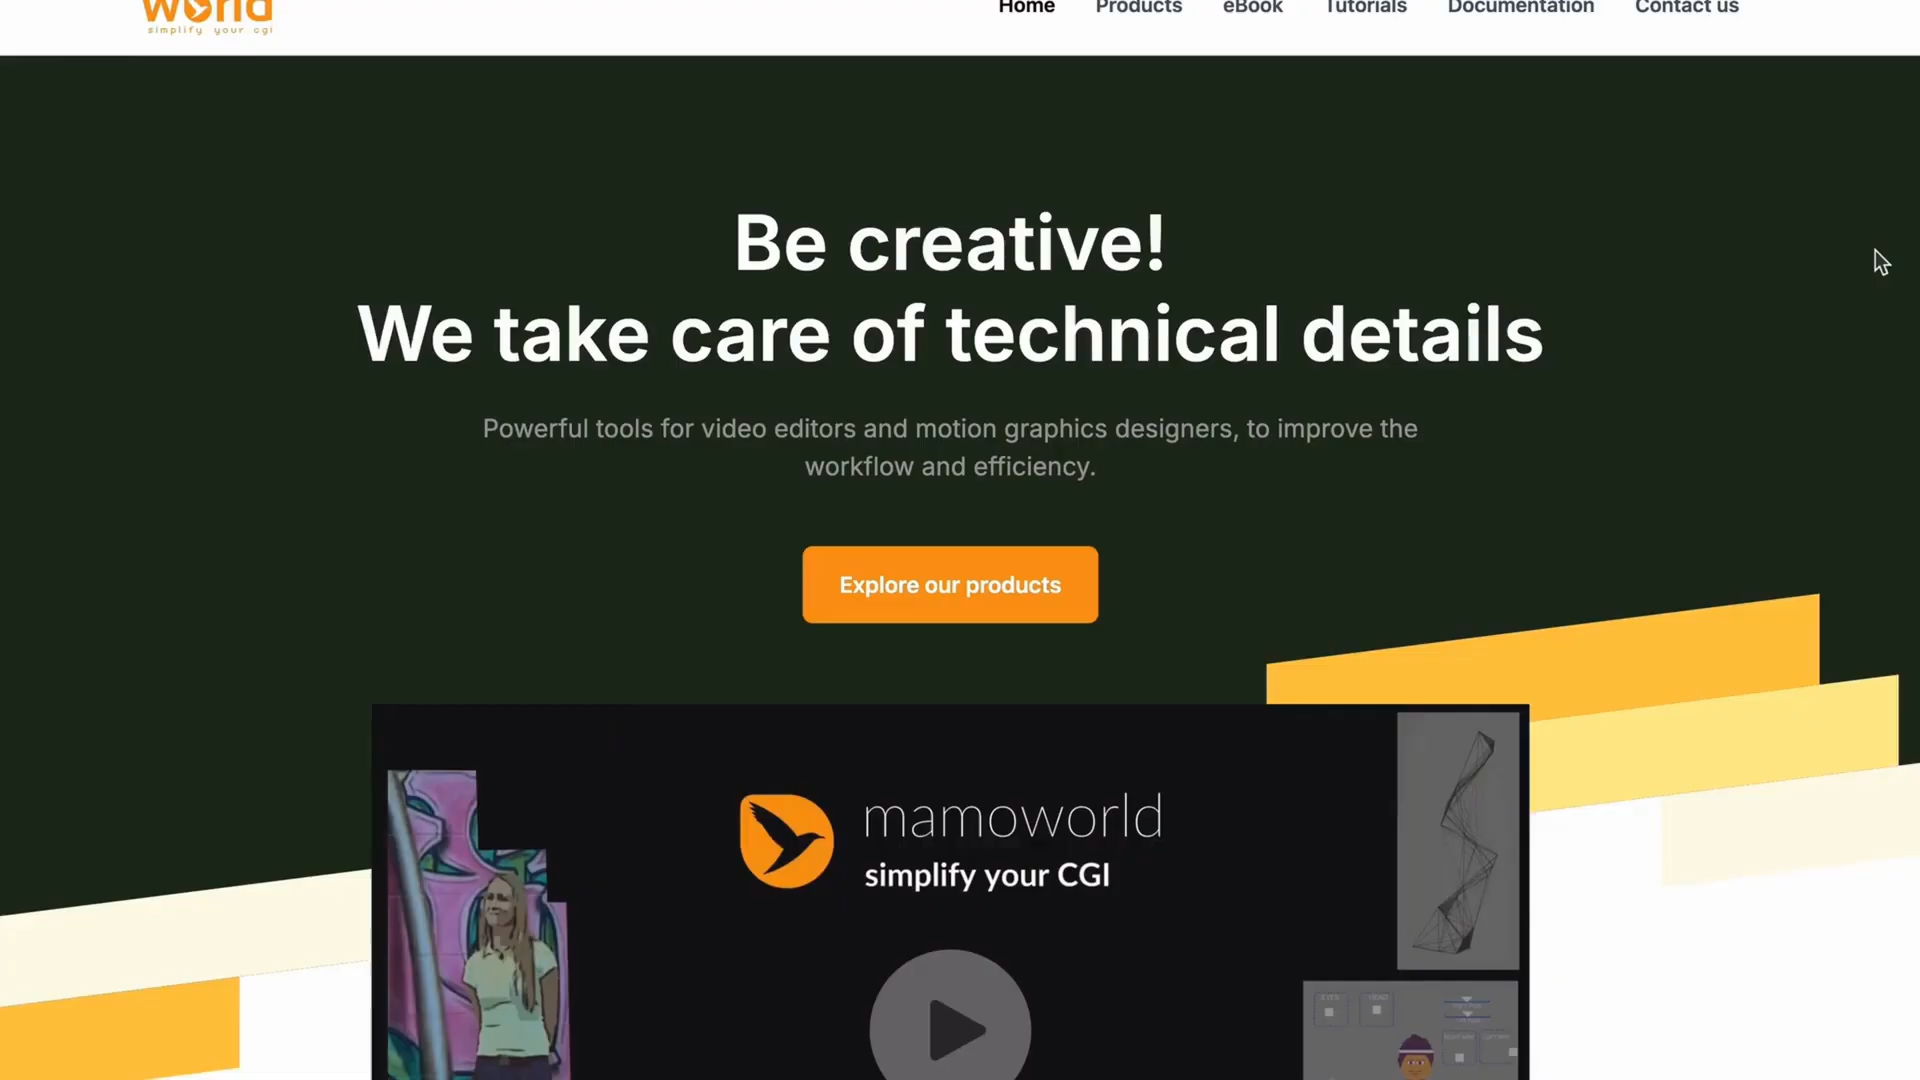 world
simplify your cgi
Home Products eBook Tutorials Documentation Contact us
Be creative!
We take care of technical details
Powerful tools for video editors and motion graphics designers, to improve the
workflow and efficiency.
Explore our products
mamoworld
simplify your CGI